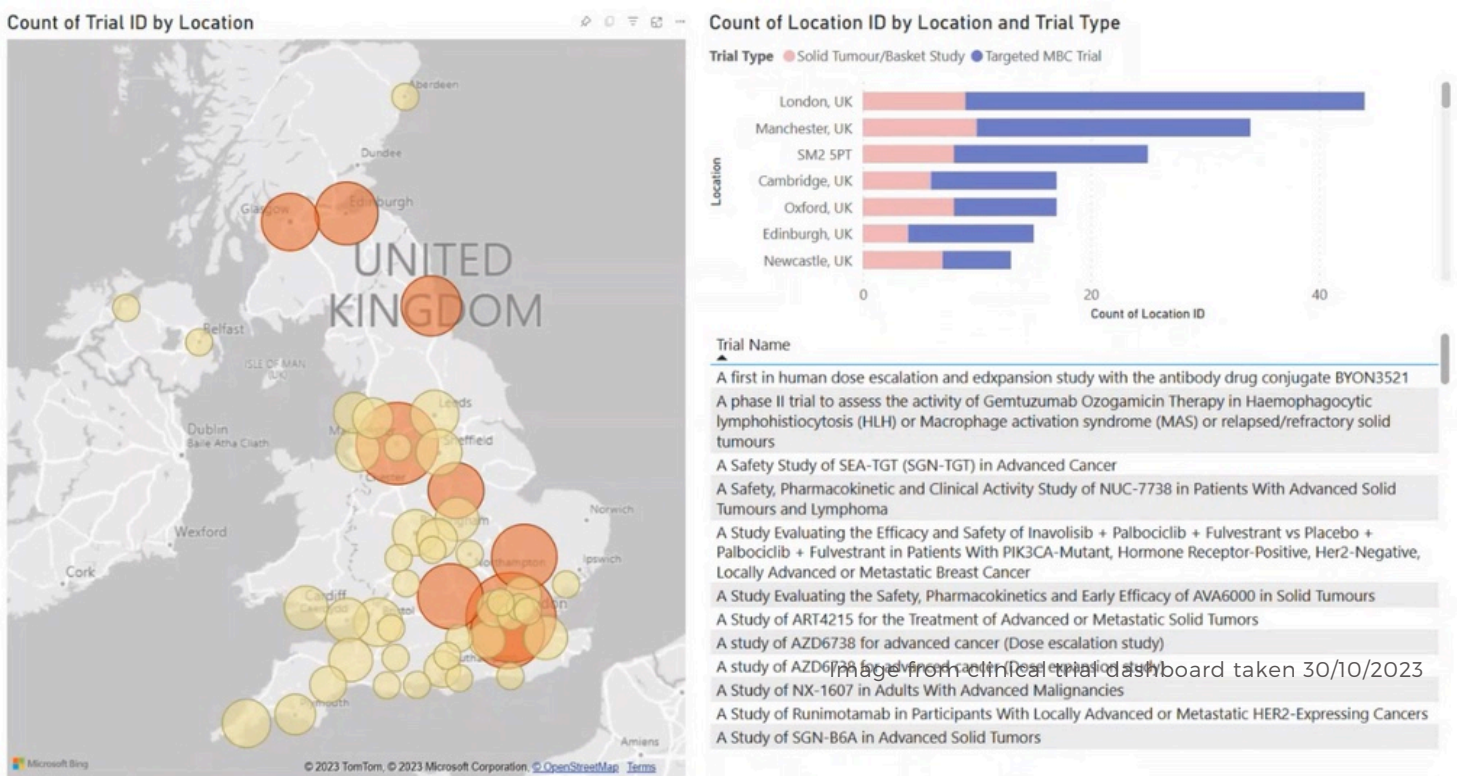 Count of Trial ID by Location
Aberdeen
Dundee
Glasgow
Edinburgh
UNITED
KINGDOM
Belfast
ISLE OF MAN
(UK)
Leeds
Dublin
Baile Atha Cliath
Sheffield
Norwich
Wexford
Ipswich
Cork
Cardiff
Amiens
Microsoft Bing
© 2023 TomTom, © 2023 Microsoft Corporation, © OpenStreetMap Terms
Count of Location ID by Location and Trial Type
Trial Type Solid Tumour/Basket Study Targeted MBC Trial
Location
London, UK
Manchester, UK
SM2 5PT
Cambridge, UK
Oxford, UK
Edinburgh, UK
Newcastle, UK
0 20 40
Count of Location ID
Trial Name
A first in human dose escalation and edxpansion study with the antibody drug conjugate BYON3521
A phase II trial to assess the activity of Gemtuzumab Ozogamicin Therapy in Haemophagocytic
lymphohistiocytosis (HLH) or Macrophage activation syndrome (MAS) or relapsed/refractory solid
tumours
A Safety Study of SEA-TGT (SGN-TGT) in Advanced Cancer
A Safety, Pharmacokinetic and Clinical Activity Study of NUC-7738 in Patients With Advanced Solid
Tumours and Lymphoma
A Study Evaluating the Efficacy and Safety of Inavolisib + Palbociclib + Fulvestrant vs Placebo +
Palbociclib + Fulvestrant in Patients With PIK3CA-Mutant, Hormone Receptor-Positive, Her2-Negative,
Locally Advanced or Metastatic Breast Cancer
A Study Evaluating the Safety, Pharmacokinetics and Early Efficacy of AVA6000 in Solid Tumours
A Study of ART4215 for the Treatment of Advanced or Metastatic Solid Tumors
A study of AZD6738 for advanced cancer (Dose escalation study)
A study of AZD6738 for advanced cancer (Dose expansion study)
Image from clinical trial dashboard taken 30/10/2023
A Study of NX-1607 in Adults With Advanced Malignancies
A Study of Runimotamab in Participants With Locally Advanced or Metastatic HER2-Expressing Cancers
A Study of SGN-B6A in Advanced Solid Tumors